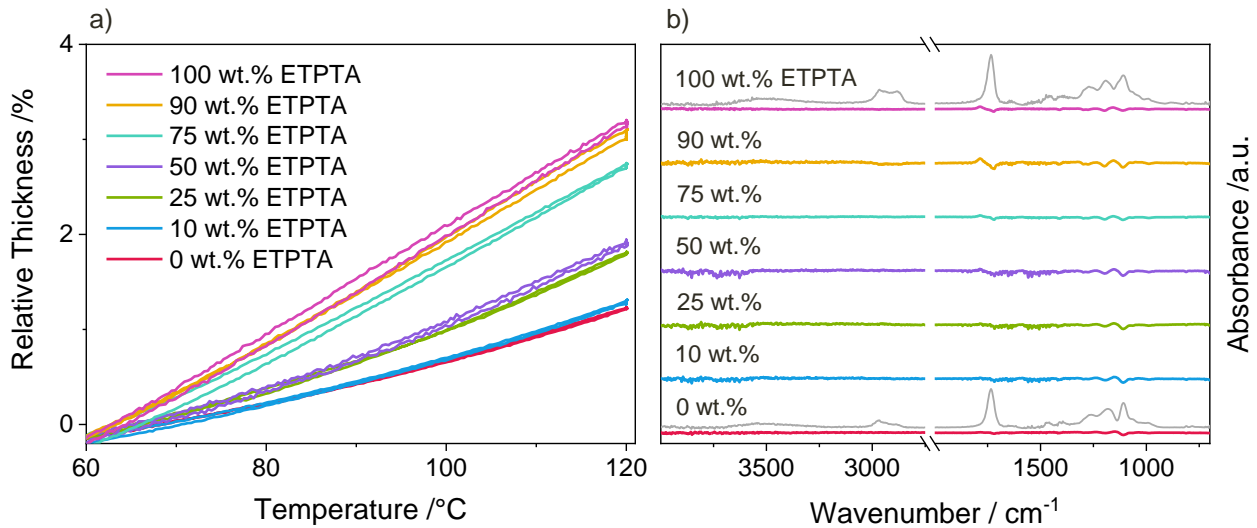 a)
Relative Thickness /%
4
2
0
100 wt.% ETPTA
90 wt.% ETPTA
75 wt.% ETPTA
50 wt.% ETPTA
25 wt.% ETPTA
10 wt.% ETPTA
0 wt.% ETPTA
60 80 100 120
Temperature /°C
b)
100 wt.% ETPTA
90 wt.%
75 wt.%
50 wt.%
25 wt.%
10 wt.%
0 wt.%
3500 3000 1500 1000
Wavenumber / cm⁻¹
Absorbance /a.u.